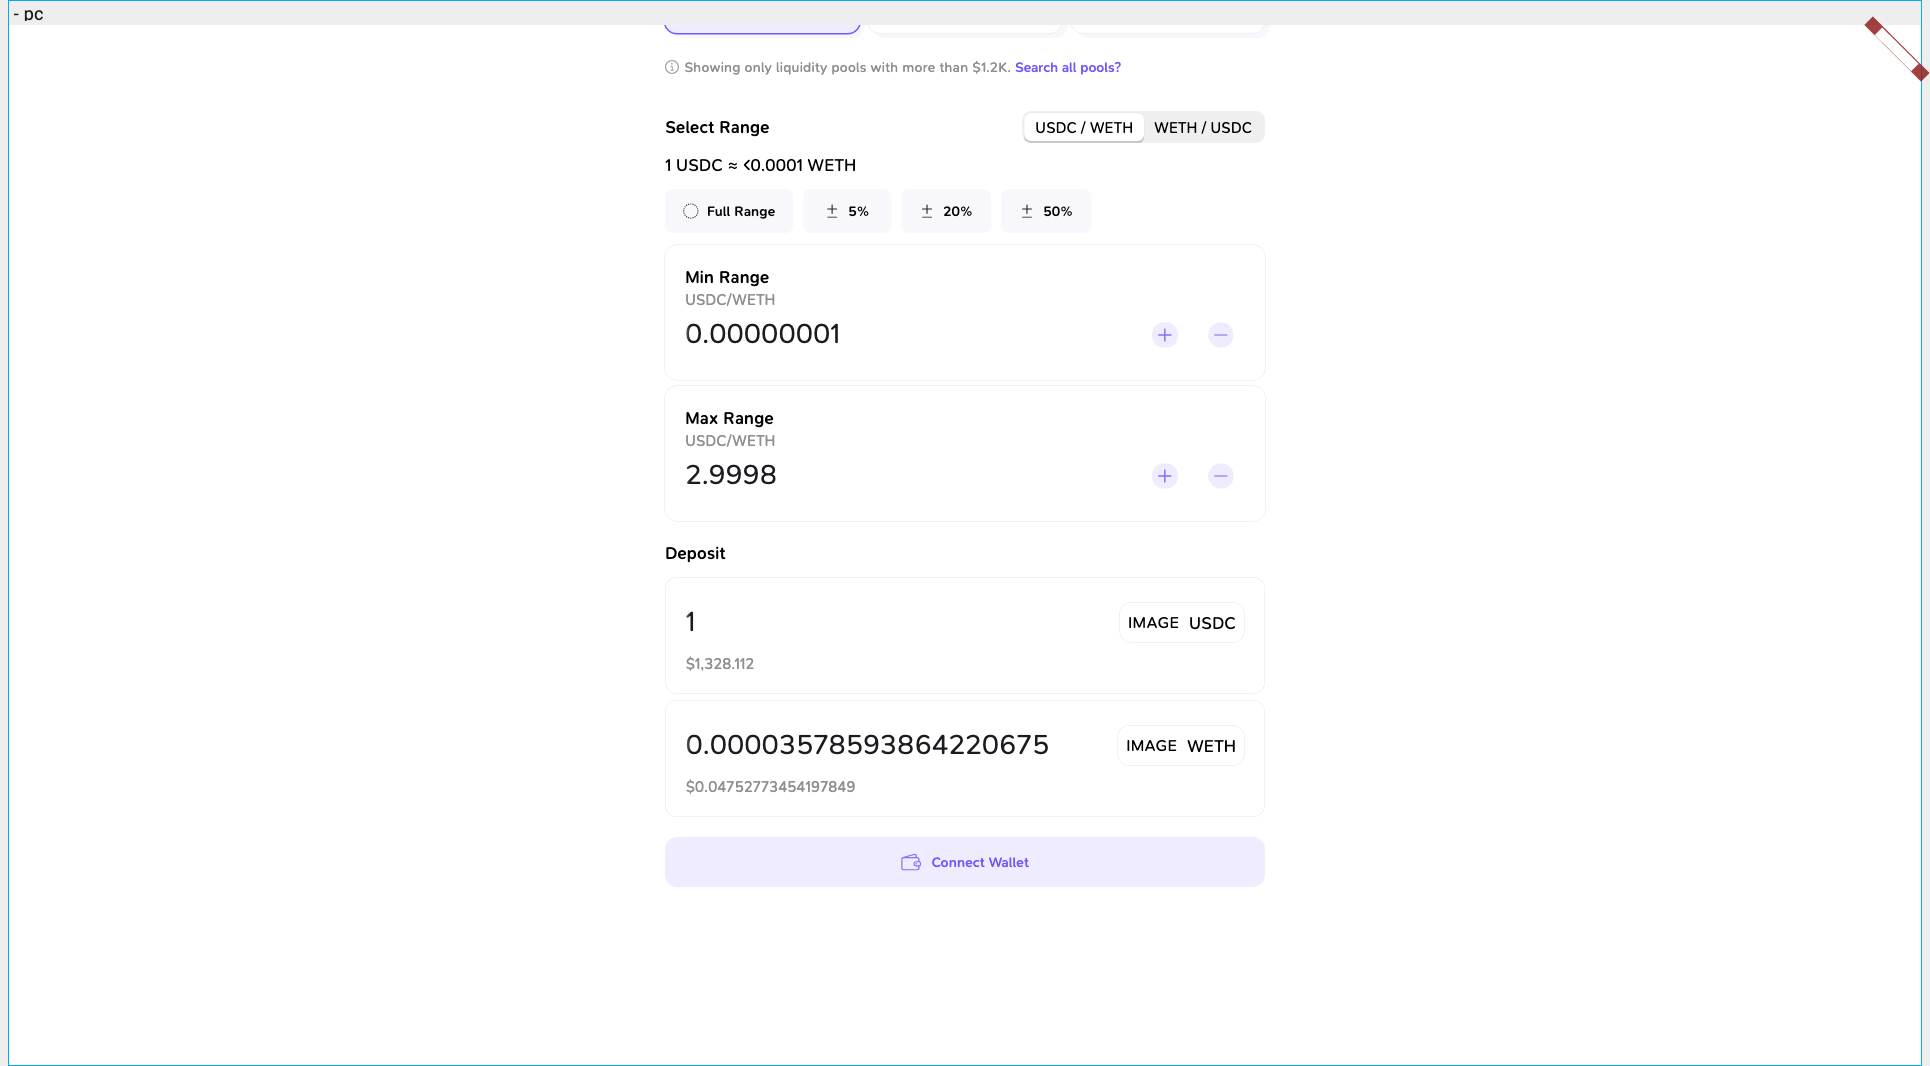 - pc
Showing only liquidity pools with more than $1.2K. Search all pools?
Select Range
USDC / WETH WETH / USDC
1 USDC ≈ <0.0001 WETH
Full Range ± 5% ± 20% ± 50%
Min Range
USDC/WETH
0.00000001
Max Range
USDC/WETH
2.9998
Deposit
1 IMAGE USDC
$1,328.112
0.00003578593864220675 IMAGE WETH
$0.04752773454197849
Connect Wallet